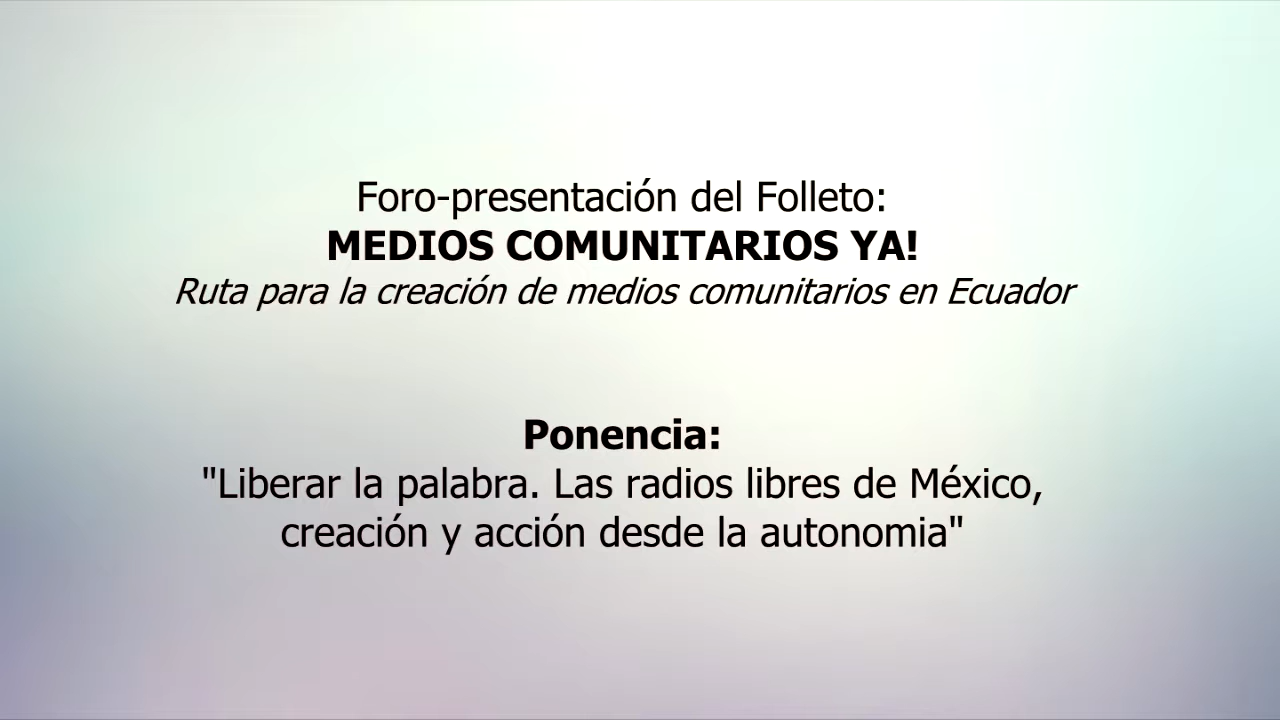 Foro-presentación del Folleto:
MEDIOS COMUNITARIOS YA!
Ruta para la creación de medios comunitarios en Ecuador
Ponencia:
"Liberar la palabra. Las radios libres de México,
creación y acción desde la autonomia"